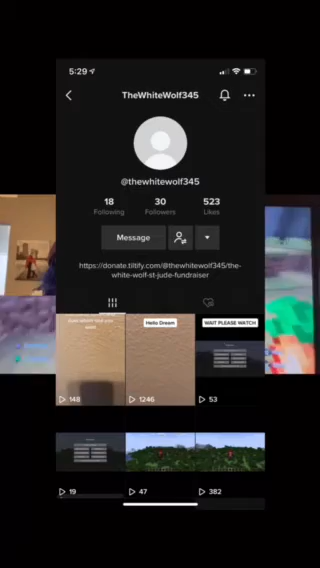 5:29
TheWhiteWolf345
@thewhitewolf345
18
Following
30
Followers
523
Likes
Message
https://donate.tiltify.com/@thewhitewolf345/the-
white-wolf-st-jude-fundraiser
Hello Dream
WAIT PLEASE WATCH
148
1246
53
19
47
382